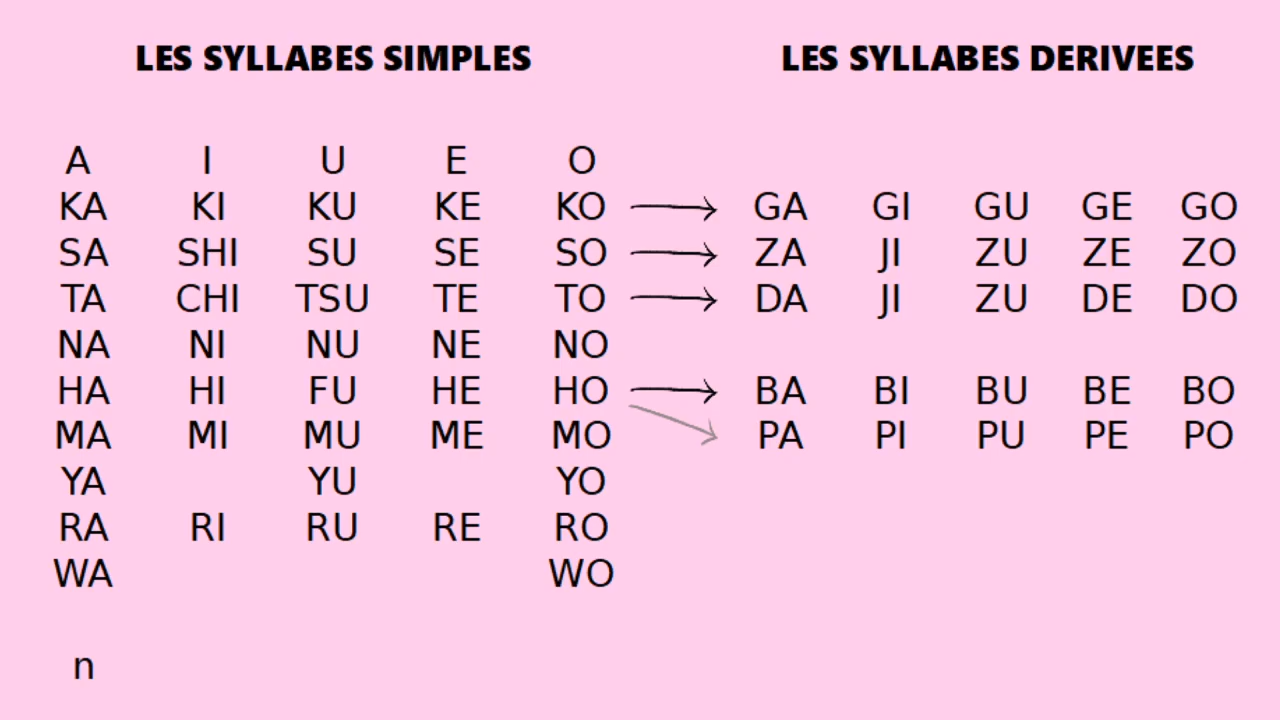 LES SYLLABES SIMPLES LES SYLLABES DERIVEES
A I U E O
KA KI KU KE KO → GA GI GU GE GO
SA SHI SU SE SO → ZA JI ZU ZE ZO
TA CHI TSU TE TO → DA JI ZU DE DO
NA NI NU NE NO
HA HI FU HE HO → BA BI BU BE BO
MA MI MU ME MO PA PI PU PE PO
YA YU YO
RA RI RU RE RO
WA WO
n